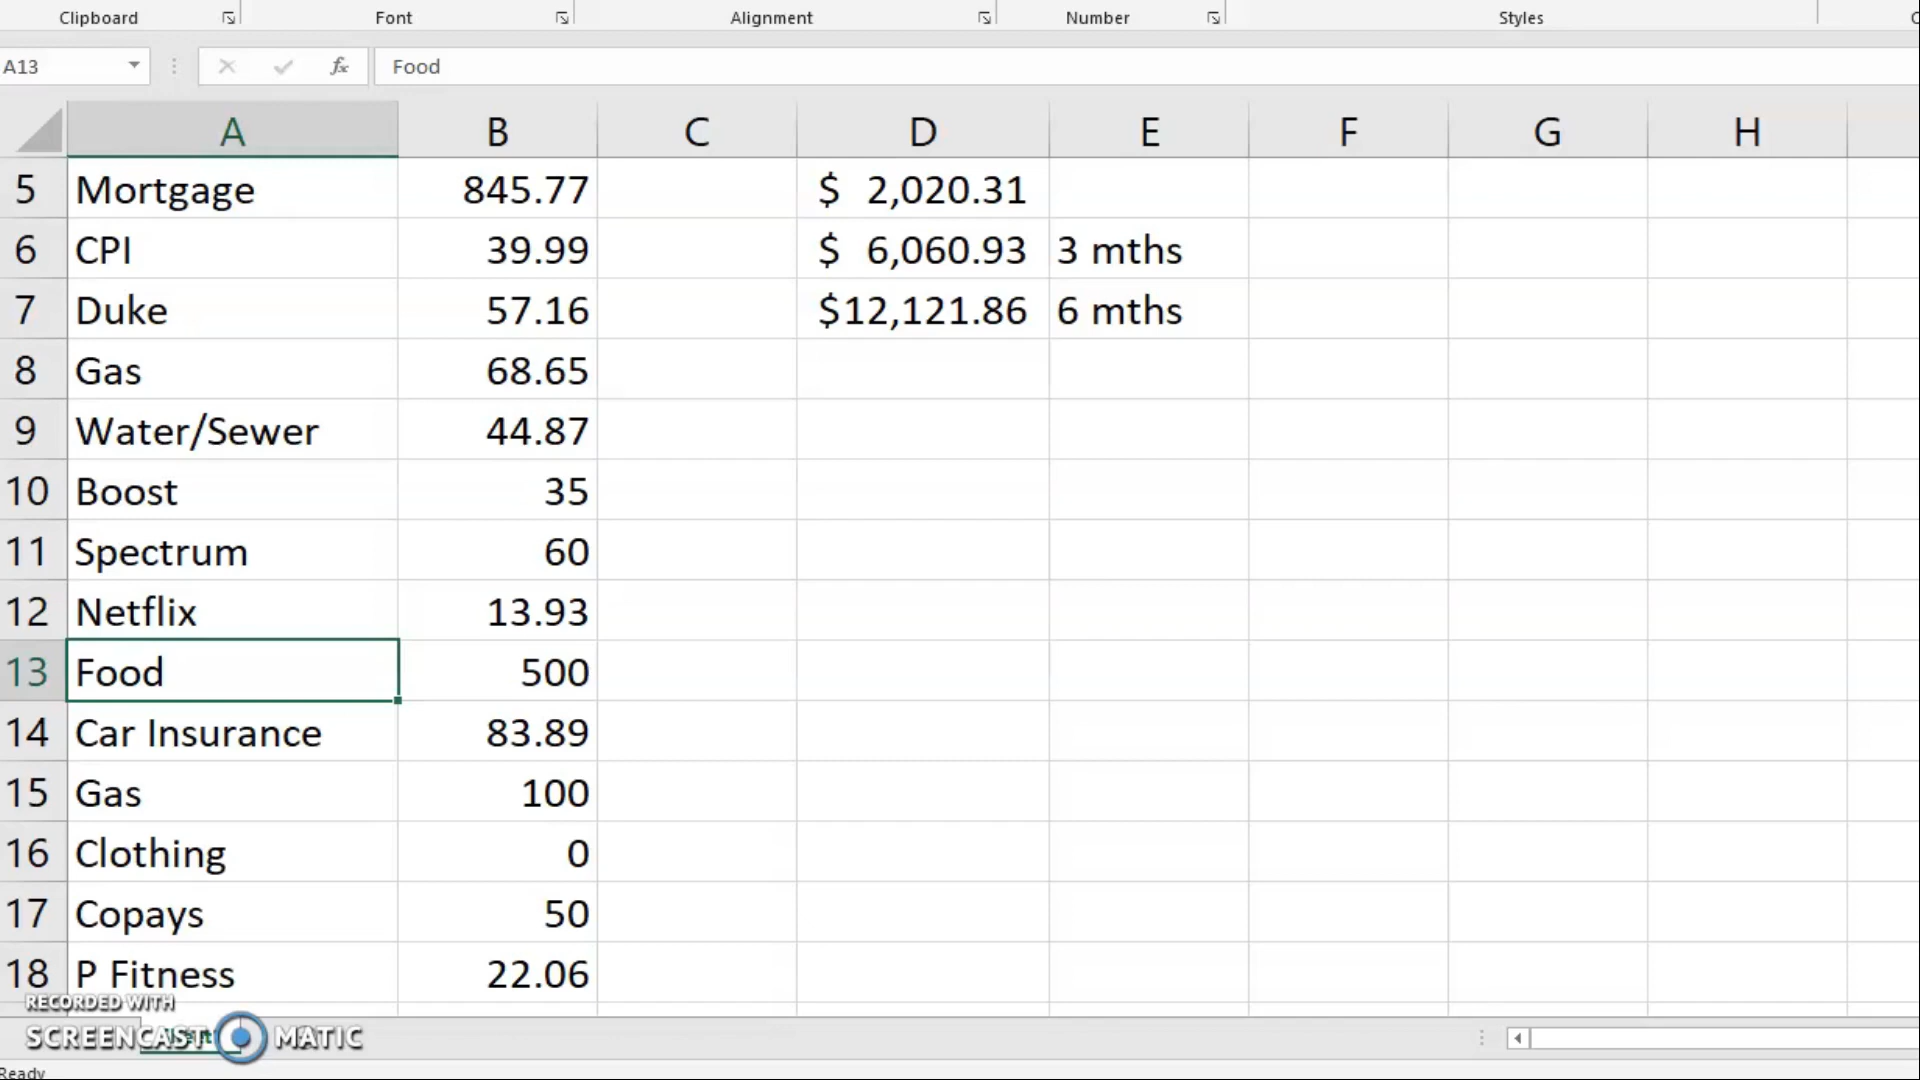 Clipboard Font Alignment Number Styles
A13 fx Food
A B C D E F G H
5 Mortgage 845.77 $ 2,020.31
6 CPI 39.99 $ 6,060.93 3 mths
7 Duke 57.16 $12,121.86 6 mths
8 Gas 68.65
9 Water/Sewer 44.87
10 Boost 35
11 Spectrum 60
12 Netflix 13.93
13 Food 500
14 Car Insurance 83.89
15 Gas 100
16 Clothing 0
17 Copays 50
18 P Fitness 22.06
RECORDED WITH
SCREENCAST MATIC
Ready